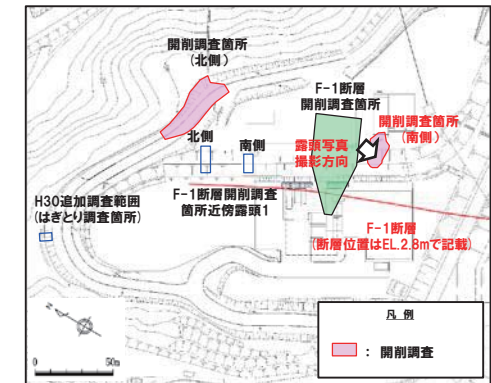 開削調査箇所
(北側)
F-1断層
開削調査箇所
開削調査箇所
(南側)
露頭写真
撮影方向
北側
南側
F-1断層開削調査
箇所近傍露頭1
H30追加調査範囲
(はぎとり調査箇所)
F-1断層
(断層位置はEL.2.8mで記載)
凡 例
: 開削調査
0 50m